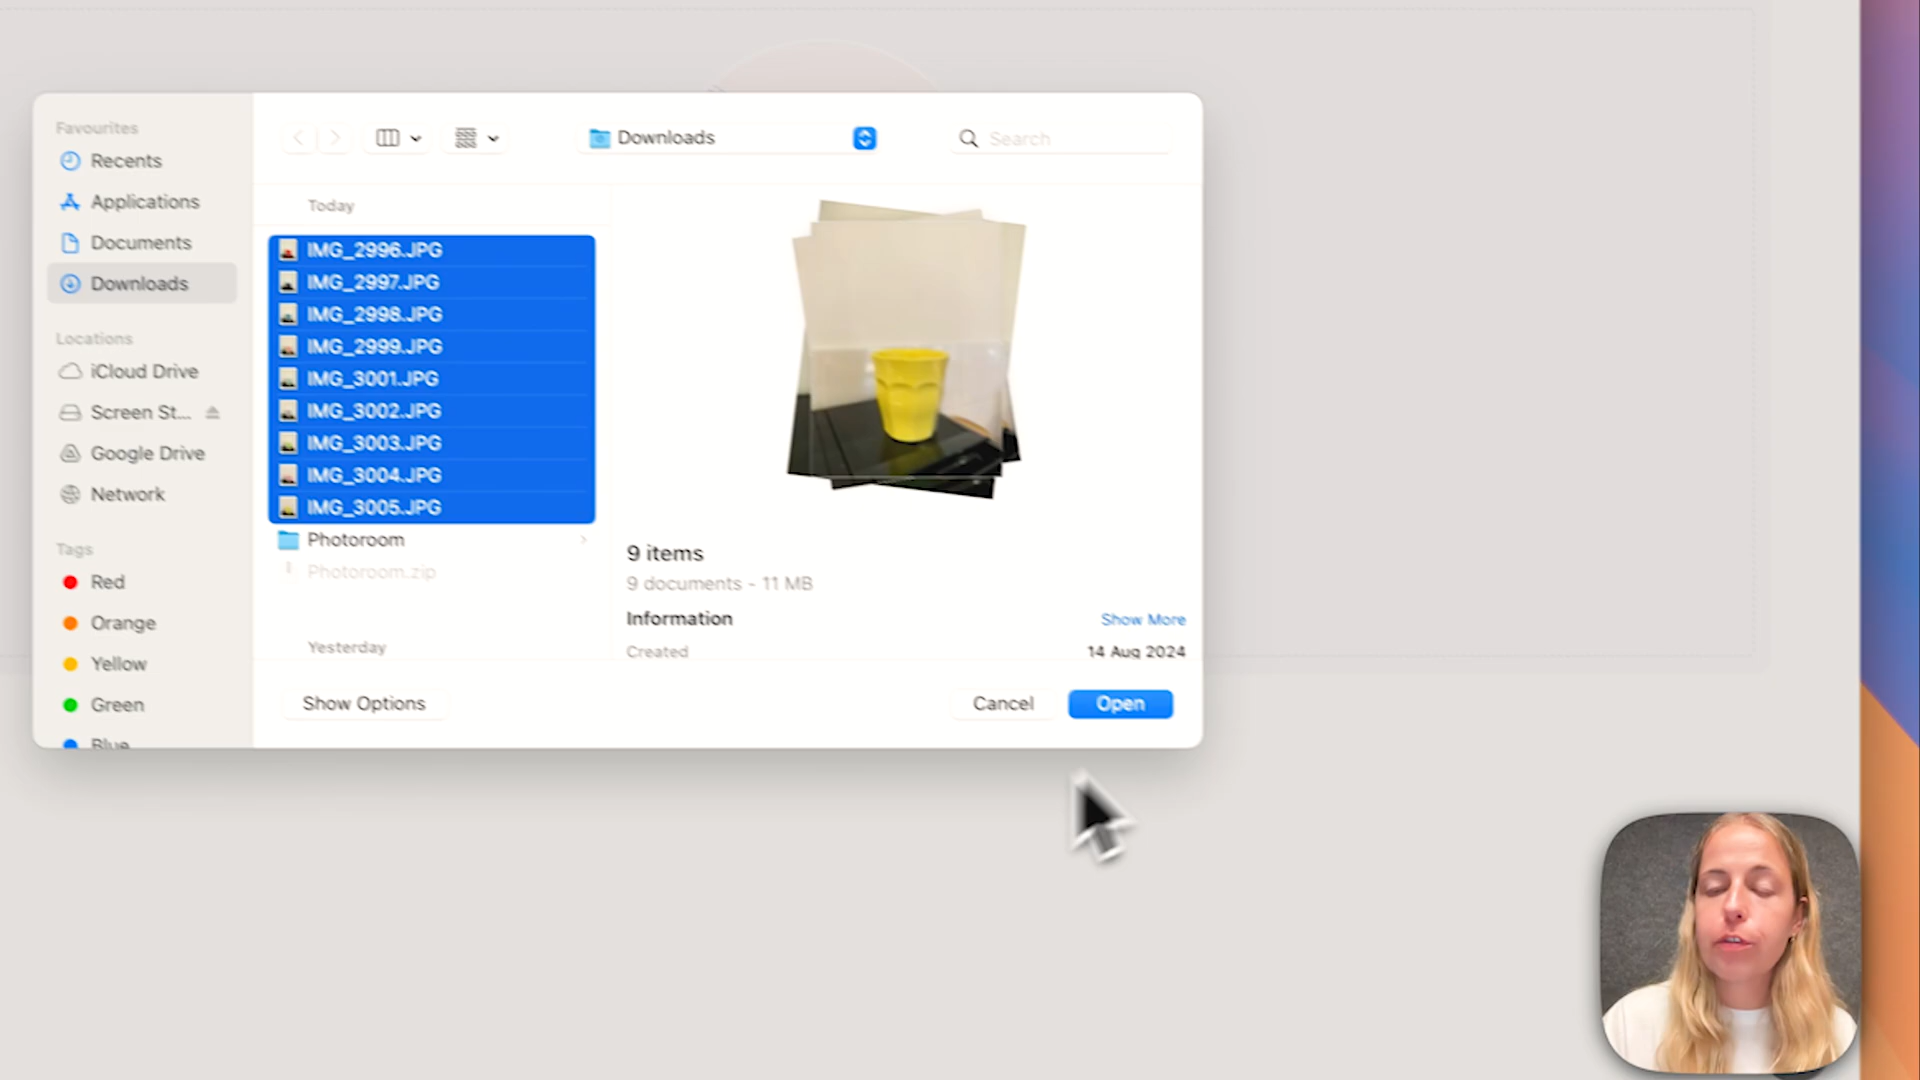 Favourites
Recents
Applications
Documents
Downloads
Locations
iCloud Drive
Screen St...
Google Drive
Network
Tags
Red
Orange
Yellow
Green
Blue
Downloads
Search
Today
IMG_2996.JPG
IMG_2997.JPG
IMG_2998.JPG
IMG_2999.JPG
IMG_3001.JPG
IMG_3002.JPG
IMG_3003.JPG
IMG_3004.JPG
IMG_3005.JPG
Photoroom
Photoroom.zip
Yesterday
9 items
9 documents - 11 MB
Information
Show More
Created
14 Aug 2024
Show Options
Cancel
Open